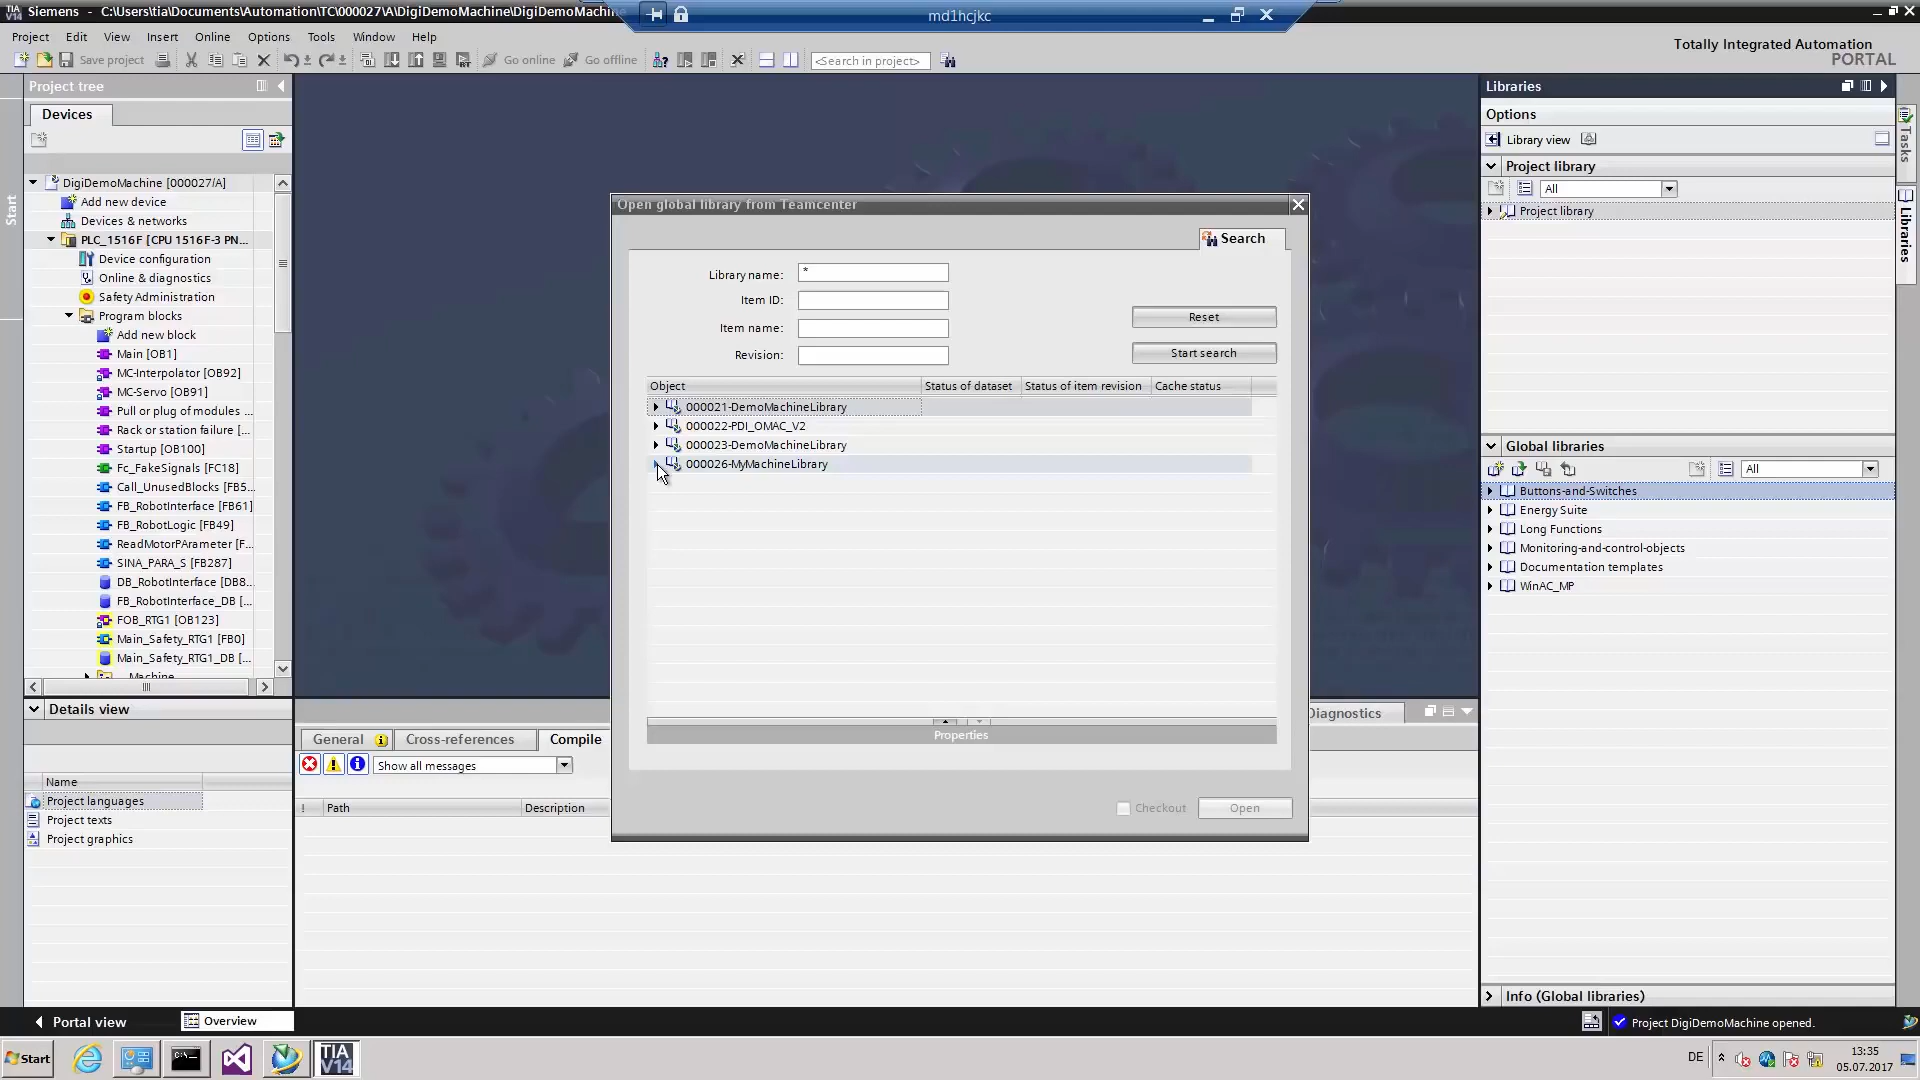 Siemens - C:\Users\tia\Documents\Automation\TC\000027\A\DigiDemoMachine\DigiDemoMachin
md1hcjkc
Project Edit View Insert Online Options Tools Window Help
Totally Integrated Automation
PORTAL
Save project
Go online
Go offline
<Search in project>
Project tree
Devices
Start
DigiDemoMachine [000027/A]
Add new device
Devices & networks
PLC_1516F [CPU 1516F-3 PN...
Device configuration
Online & diagnostics
Safety Administration
Program blocks
Add new block
Main [OB1]
MC-Interpolator [OB92]
MC-Servo [OB91]
Pull or plug of modules ...
Rack or station failure [...
Startup [OB100]
Fc_FakeSignals [FC18]
Call_UnusedBlocks [FB5...
FB_RobotInterface [FB61]
FB_RobotLogic [FB49]
ReadMotorPArameter [F...
SINA_PARA_S [FB287]
DB_RobotInterface [DB8...
FB_RobotInterface_DB [...
FOB_RTG1 [OB123]
Main_Safety_RTG1 [FB0]
Main_Safety_RTG1_DB [...
Machine
Details view
Name
Project languages
Project texts
Project graphics
Open global library from Teamcenter
Search
Library name: *
Item ID:
Item name:
Revision:
Reset
Start search
Object Status of dataset Status of item revision Cache status
000021-DemoMachineLibrary
000022-PDI_OMAC_V2
000023-DemoMachineLibrary
000026-MyMachineLibrary
Properties
Checkout Open
Diagnostics
General Cross-references Compile
Show all messages
! Path Description
Libraries
Options
Library view
Project library
All
Project library
Global libraries
All
Buttons-and-Switches
Energy Suite
Long Functions
Monitoring-and-control-objects
Documentation templates
WinAC_MP
Info (Global libraries)
Tasks
Libraries
Portal view
Overview
Project DigiDemoMachine opened.
Start
TIA
V14
DE
13:35
05.07.2017